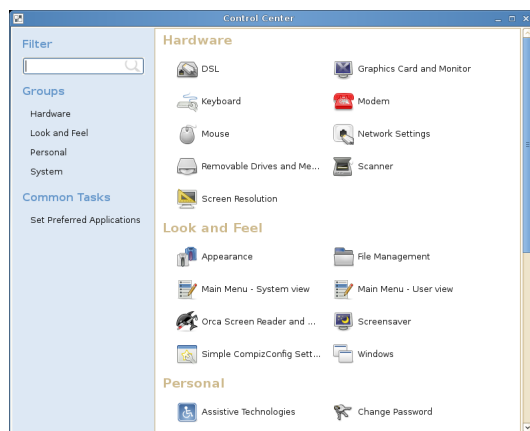 Control Center
Filter
Groups
Hardware
Look and Feel
Personal
System
Common Tasks
Set Preferred Applications
Hardware
DSL
Graphics Card and Monitor
Keyboard
Modem
Mouse
Network Settings
Removable Drives and Me...
Scanner
Screen Resolution
Look and Feel
Appearance
File Management
Main Menu - System view
Main Menu - User view
Orca Screen Reader and ...
Screensaver
Simple CompizConfig Sett...
Windows
Personal
Assistive Technologies
Change Password